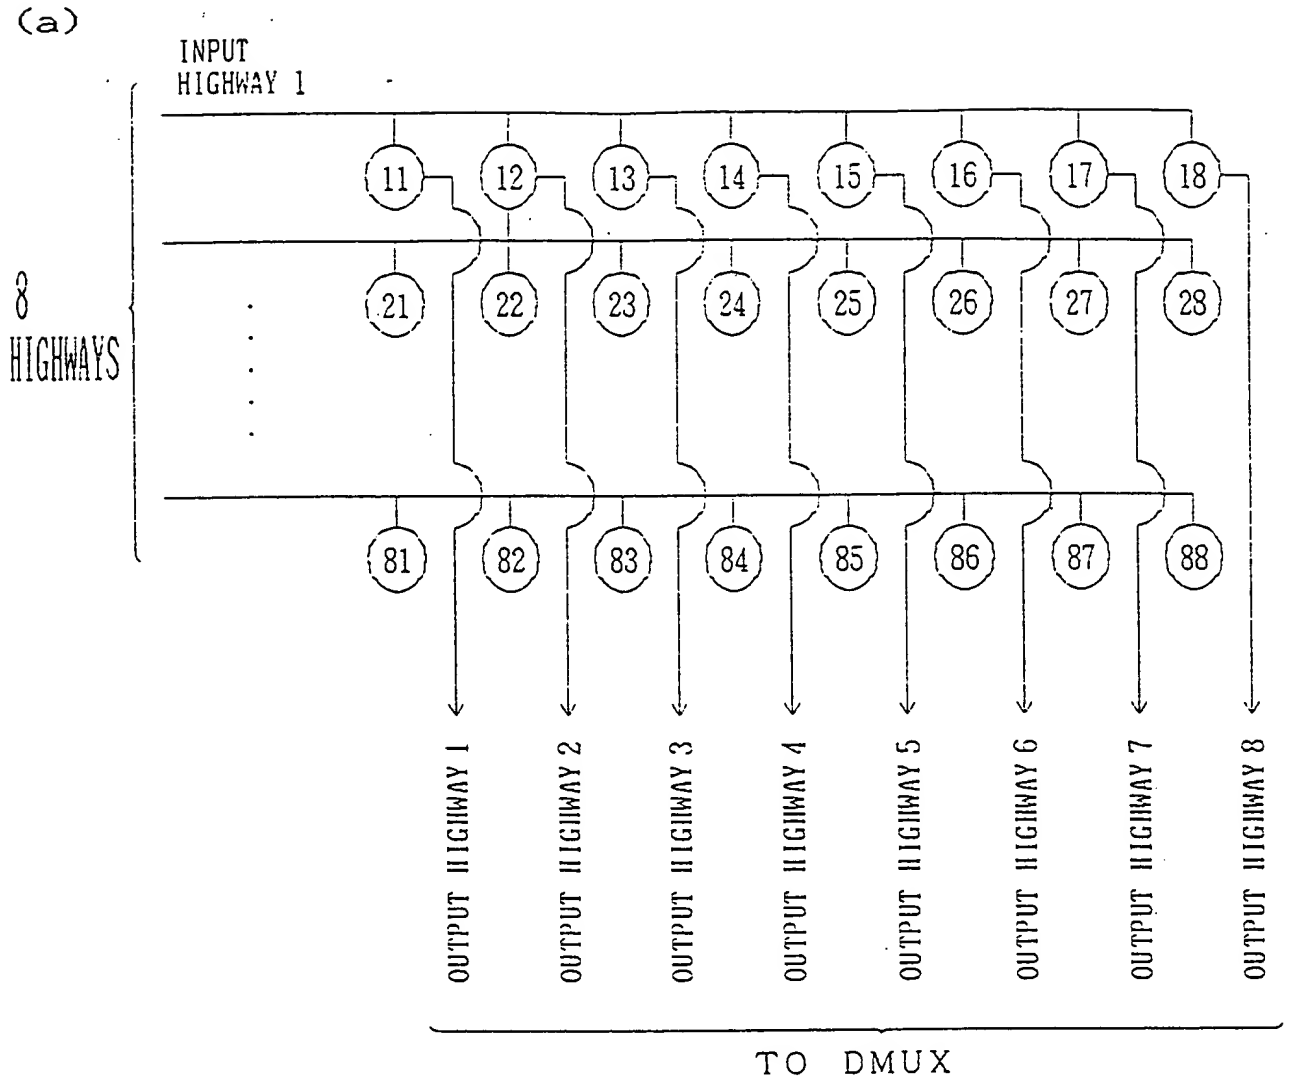 (a)
INPUT
HIGHWAY 1
11 12 13 14 15 16 17 18
21 22 23 24 25 26 27 28
8
HIGHWAYS
81 82 83 84 85 86 87 88
OUTPUT HIGHWAY 1
OUTPUT HIGHWAY 2
OUTPUT HIGHWAY 3
OUTPUT HIGHWAY 4
OUTPUT HIGHWAY 5
OUTPUT HIGHWAY 6
OUTPUT HIGHWAY 7
OUTPUT HIGHWAY 8
TO DMUX